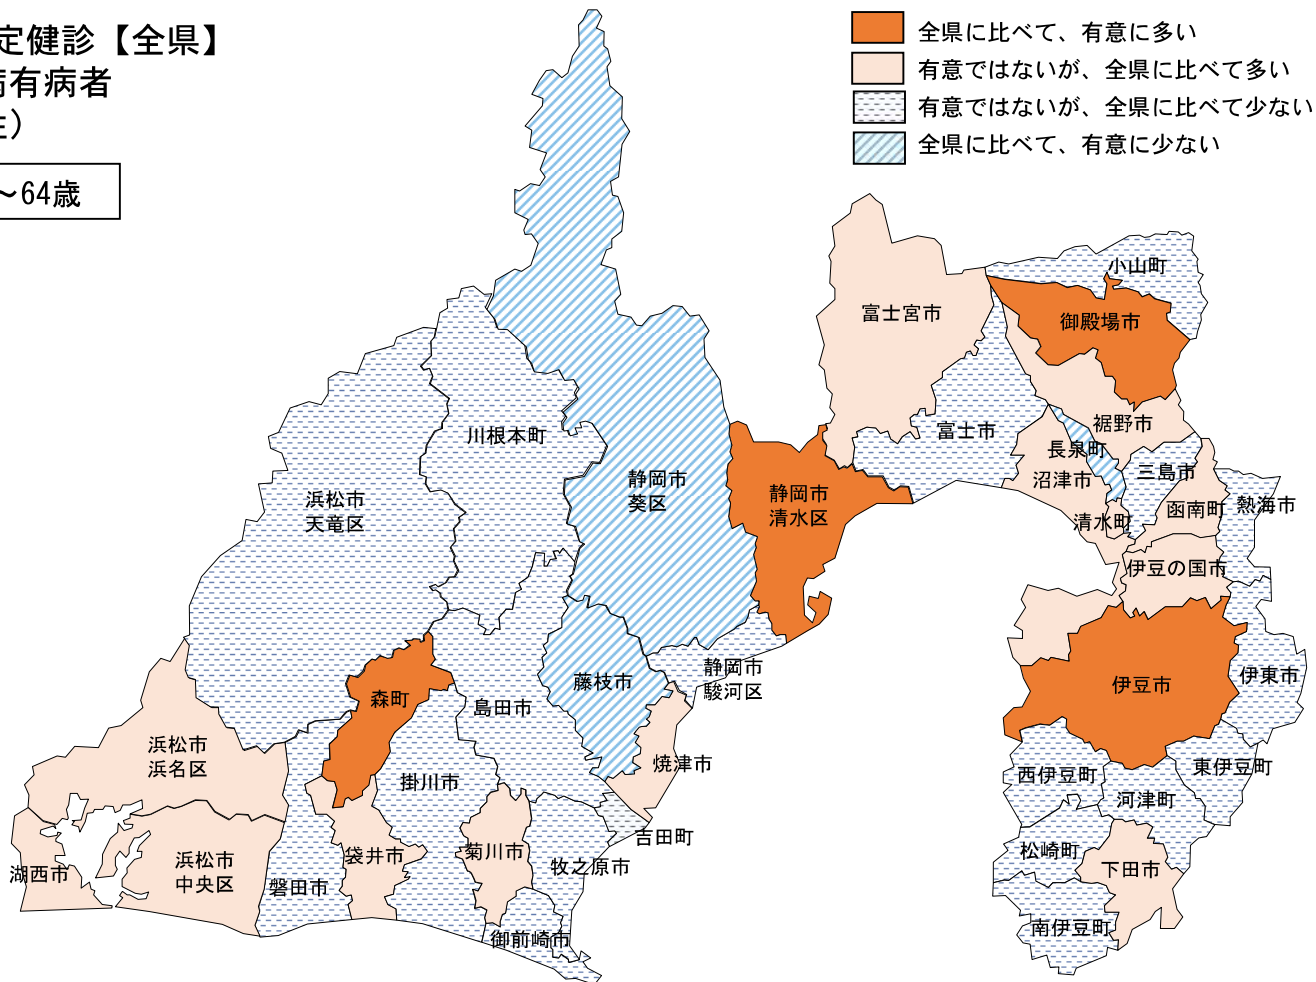 定健診【全県】
病有病者
性）
～64歳
全県に比べて、有意に多い
有意ではないが、全県に比べて多い
有意ではないが、全県に比べて少ない
全県に比べて、有意に少ない
小山町
富士宮市
御殿場市
裾野市
富士市
長泉町
三島市
沼津市
函南町
熱海市
清水町
伊豆の国市
川根本町
静岡市
葵区
静岡市
清水区
浜松市
天竜区
静岡市
駿河区
藤枝市
伊豆市
伊東市
森町
島田市
浜松市
浜名区
焼津市
掛川市
西伊豆町
東伊豆町
河津町
吉田町
湖西市
浜松市
中央区
磐田市
袋井市
菊川市
牧之原市
松崎町
下田市
御前崎市
南伊豆町